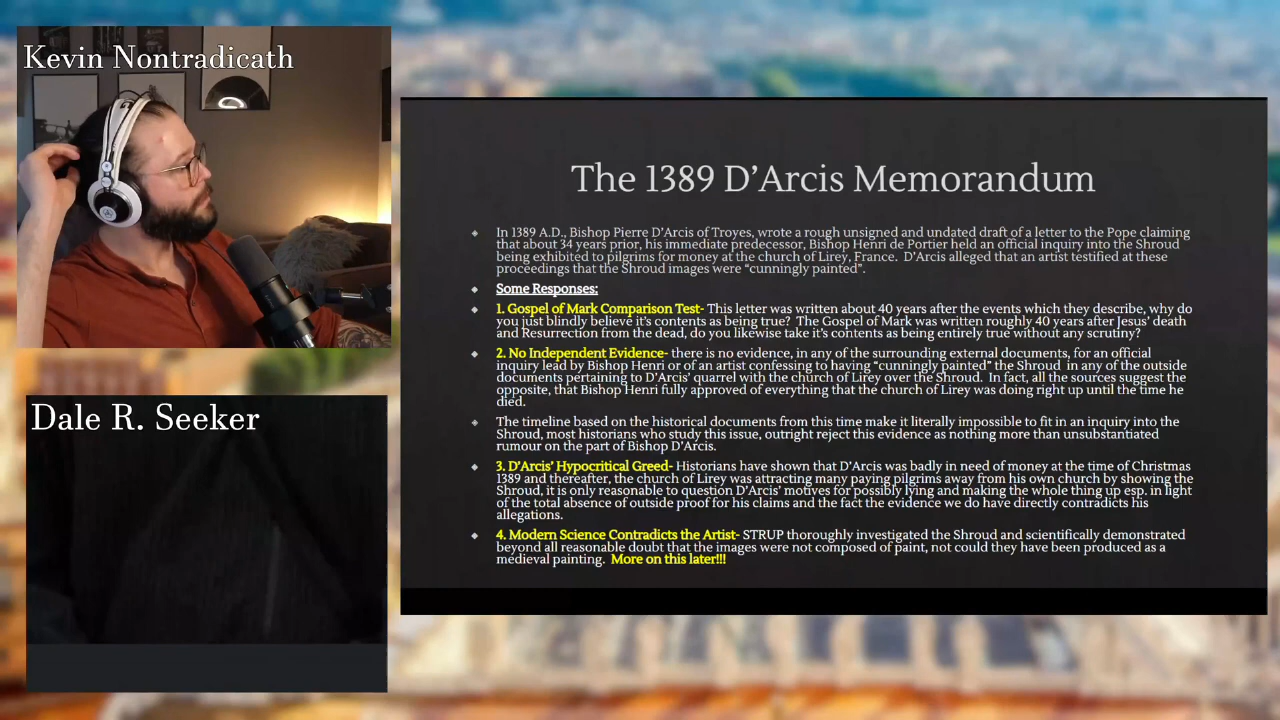 Kevin Nontradicath
Dale R. Seeker
The 1389 D'Arcis Memorandum
In 1389 A.D., Bishop Pierre D'Arcis of Troyes, wrote a rough unsigned and undated draft of a letter to the Pope claiming
that about 34 years prior, his immediate predecessor, Bishop Henri de Portier held an official inquiry into the Shroud
being exhibited to pilgrims for money at the church of Lirey, France. D'Arcis alleged that an artist testified at these
proceedings that the Shroud images were "cunningly painted".
Some Responses:
1. Gospel of Mark Comparison Test- This letter was written about 40 years after the events which they describe, why do
you just blindly believe it's contents as being true? The Gospel of Mark was written roughly 40 years after Jesus' death
and Resurrection from the dead, do you likewise take it's contents as being entirely true without any scrutiny?
2. No Independent Evidence- there is no evidence, in any of the surrounding external documents, for an official
inquiry lead by Bishop Henri or of an artist confessing to having "cunningly painted" the Shroud in any of the outside
documents pertaining to D'Arcis' quarrel with the church of Lirey over the Shroud. In fact, all the sources suggest the
opposite, that Bishop Henri fully approved of everything that the church of Lirey was doing right up until the time he
died.
The timeline based on the historical documents from this time make it literally impossible to fit in an inquiry into the
Shroud, most historians who study this issue, outright reject this evidence as nothing more than unsubstantiated
rumour on the part of Bishop D'Arcis.
3. D'Arcis' Hypocritical Greed- Historians have shown that D'Arcis was badly in need of money at the time of Christmas
1389 and thereafter, the church of Lirey was attracting many paying pilgrims away from his own church by showing the
Shroud, it is only reasonable to question D'Arcis' motives for possibly lying and making the whole thing up esp. in light
of the total absence of outside proof for his claims and the fact the evidence we do have directly contradicts his
allegations.
4. Modern Science Contradicts the Artist- STRUP thoroughly investigated the Shroud and scientifically demonstrated
beyond all reasonable doubt that the images were not composed of paint, not could they have been produced as a
medieval painting. More on this later!!!